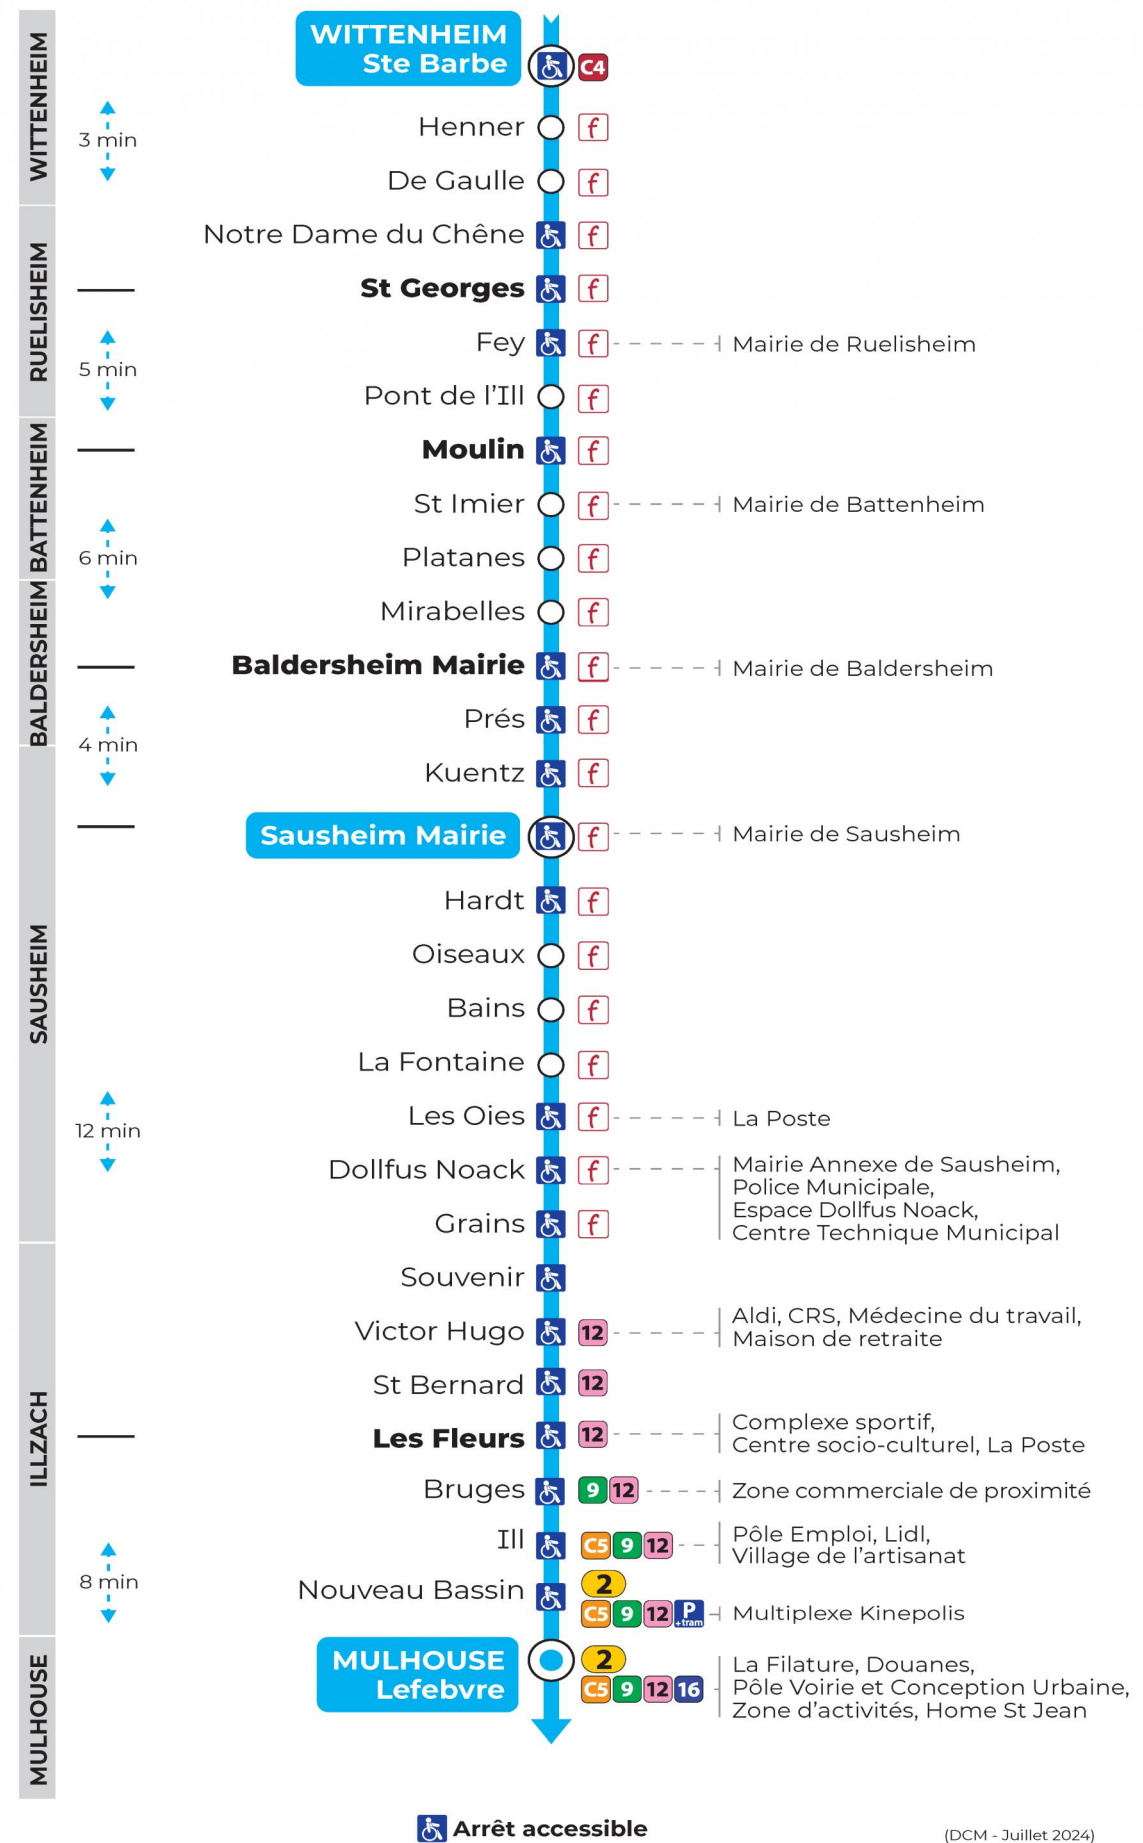 WITTENHEIM
WITTENHEIM
Ste Barbe
C4
3 min
Henner
f
De Gaulle
f
RUELISHEIM
Notre Dame du Chêne
f
St Georges
f
5 min
Fey
f
Mairie de Ruelisheim
Pont de l'Ill
f
BATTENHEIM
Moulin
f
St Imier
f
Mairie de Battenheim
6 min
Platanes
f
BALDERSHEIM
Mirabelles
f
Baldersheim Mairie
f
Mairie de Baldersheim
Prés
f
4 min
Kuentz
f
SAUSHEIM
Sausheim Mairie
f
Mairie de Sausheim
Hardt
f
Oiseaux
f
Bains
f
La Fontaine
f
12 min
Les Oies
f
La Poste
Dollfus Noack
f
Mairie Annexe de Sausheim,
Police Municipale,
Espace Dollfus Noack,
Centre Technique Municipal
Grains
f
ILLZACH
Souvenir
Victor Hugo
12
Aldi, CRS, Médecine du travail,
Maison de retraite
St Bernard
12
Les Fleurs
12
Complexe sportif,
Centre socio-culturel, La Poste
Bruges
9 12
Zone commerciale de proximité
Ill
C5 9 12
Pôle Emploi, Lidl,
Village de l'artisanat
8 min
Nouveau Bassin
2
C5 9 12 P
+tram
Multiplexe Kinepolis
MULHOUSE
MULHOUSE
Lefebvre
2
C5 9 12 16
La Filature, Douanes,
Pôle Voirie et Conception Urbaine,
Zone d'activités, Home St Jean
Arrêt accessible
(DCM - Juillet 2024)